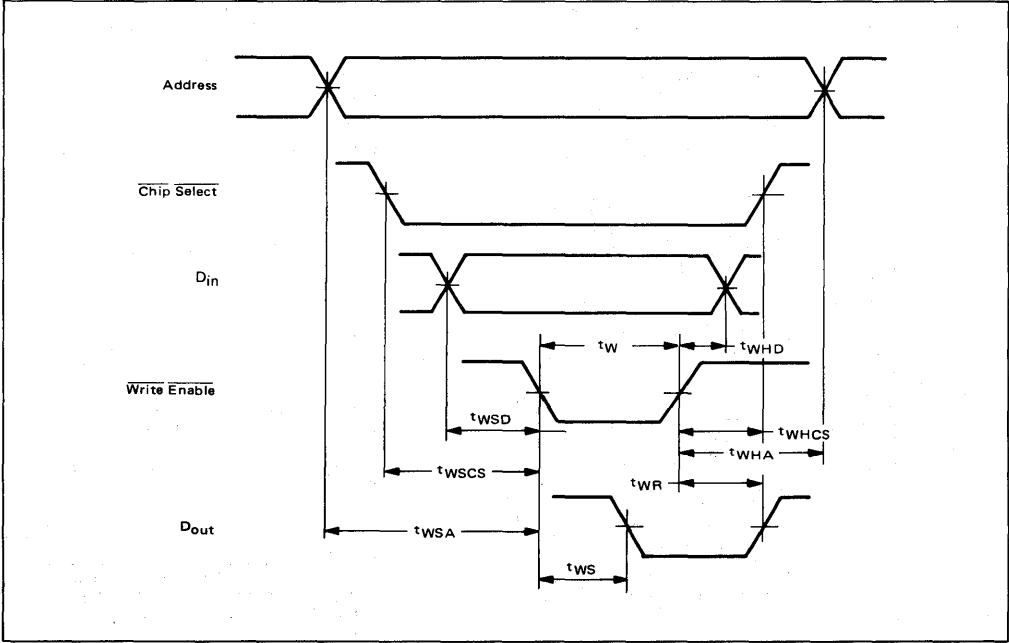 Address
Chip Select
Din
tW
tWHD
Write Enable
tWSD
tWHCS
tWHA
tWSCS
tWR
Dout
tWSA
tWS